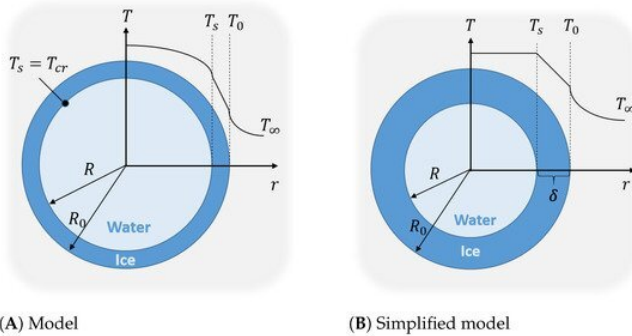 T
T_s
T_0
T_s = T_cr
T_∞
R
r
R_0
Water
Ice
(A) Model
T
T_s
T_0
T_∞
R
r
δ
R_0
Water
Ice
(B) Simplified model